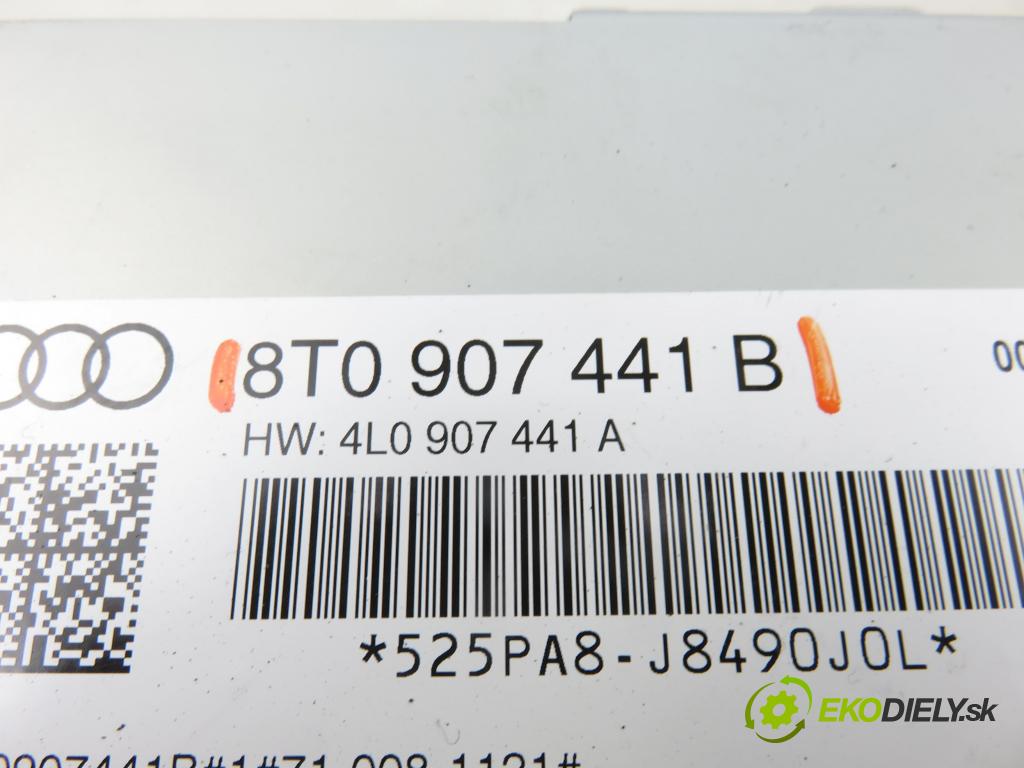 8T0 907 441 B
HW: 4L0 907 441 A
*525PA8-J8490J0L*
EKODIELY.sk